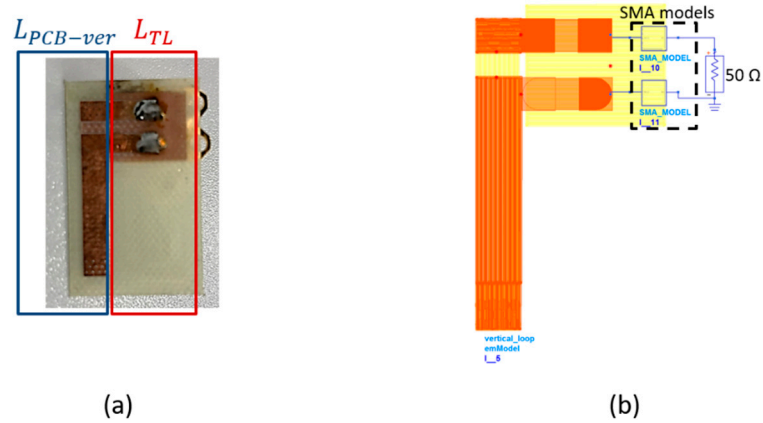 L_PCB−ver L_TL
SMA models
SMA_MODEL
I__10
50 Ω
SMA_MODEL
I__11
vertical_loop
emModel
I__5
(a) (b)